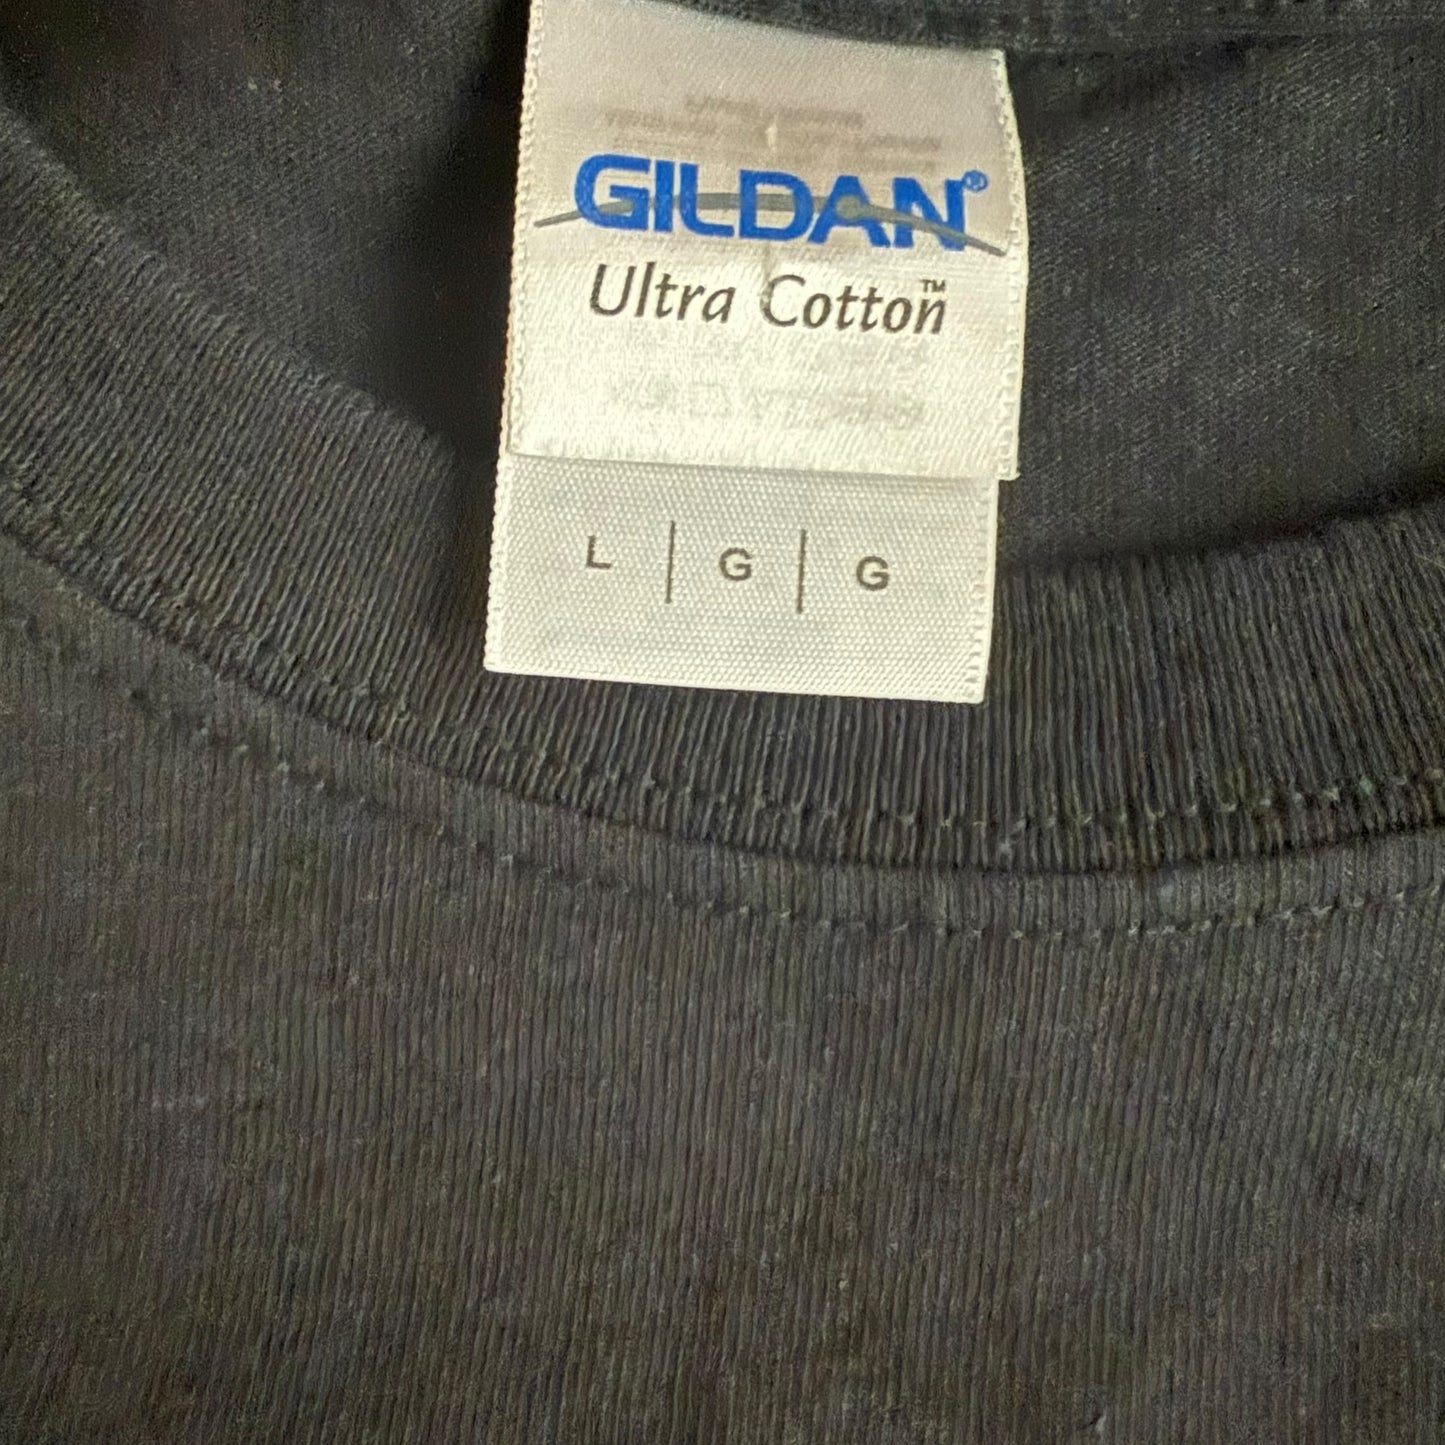 GILDAN®
Ultra Cotton™
L | G | G